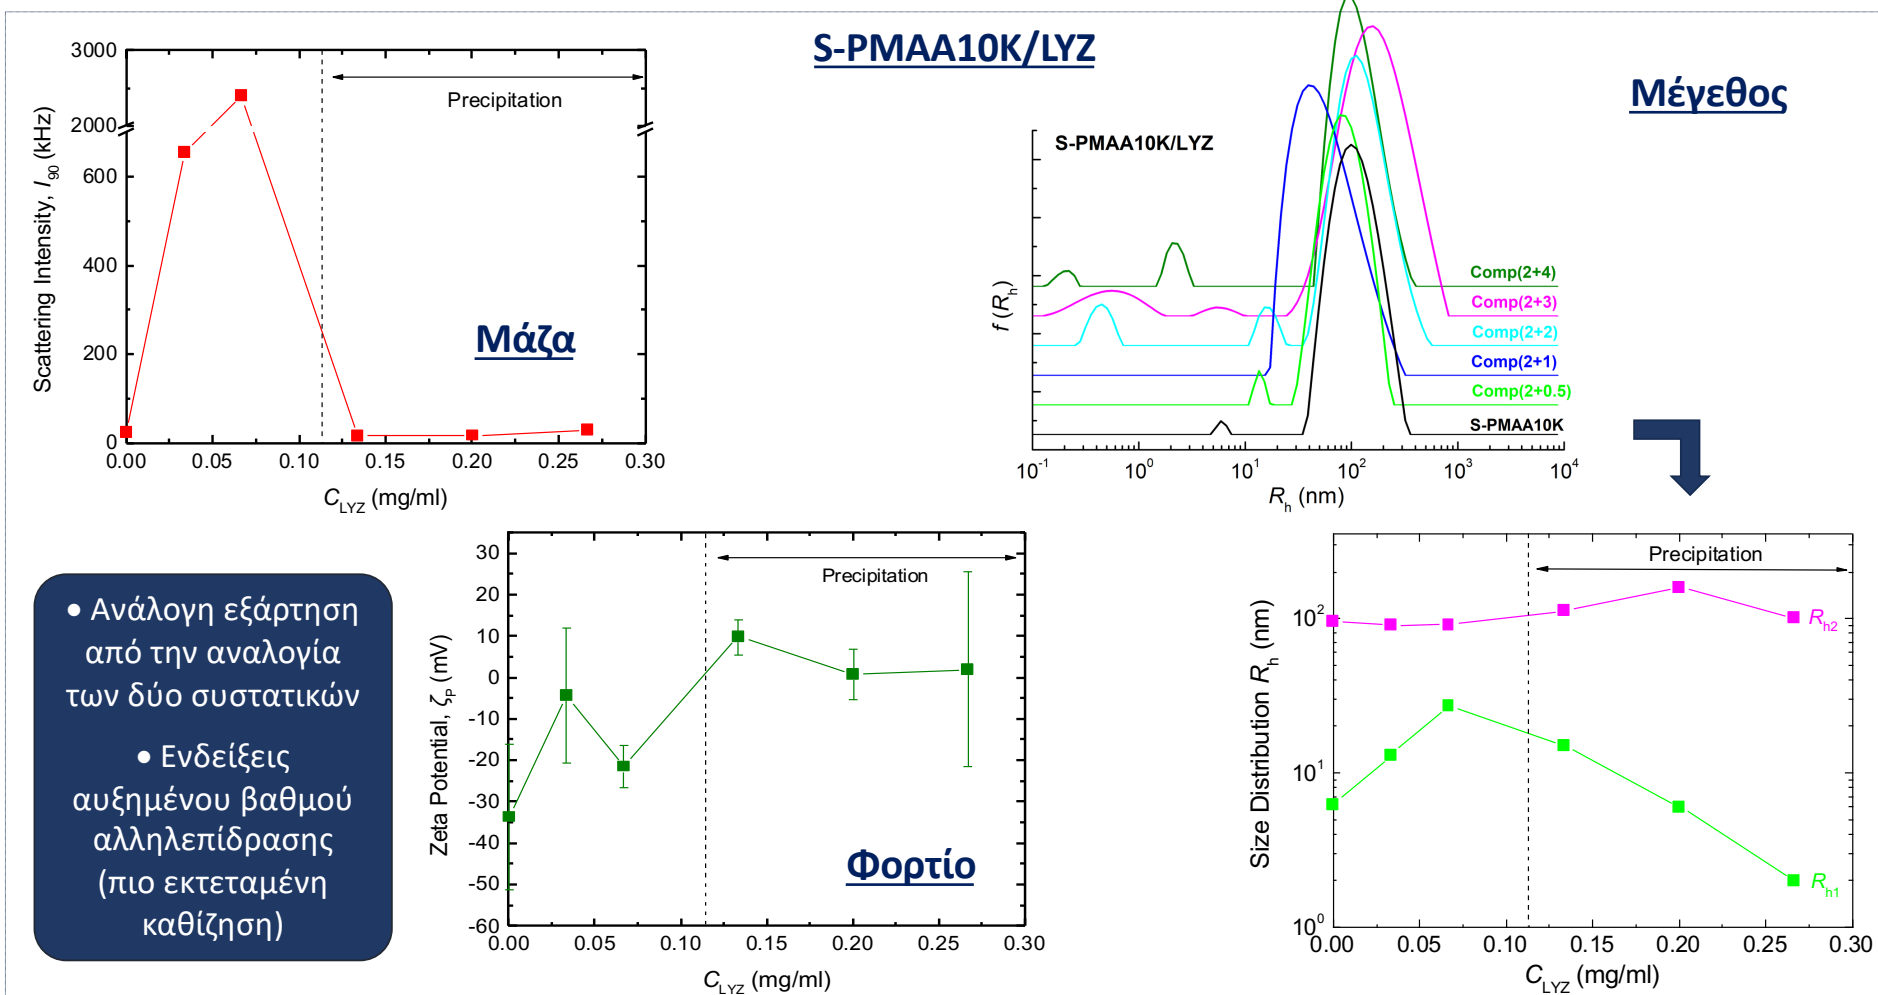 S-PMAA10K/LYZ
3000
2000
600
400
200
0
Scattering Intensity, I90 (kHz)
Precipitation
Μάζα
0.00 0.05 0.10 0.15 0.20 0.25 0.30
CLYZ (mg/ml)
Μέγεθος
S-PMAA10K/LYZ
f (Rh)
Comp(2+4)
Comp(2+3)
Comp(2+2)
Comp(2+1)
Comp(2+0.5)
S-PMAA10K
10-1 100 101 102 103 104
Rh (nm)
• Ανάλογη εξάρτηση
από την αναλογία
των δύο συστατικών
• Ενδείξεις
αυξημένου βαθμού
αλληλεπίδρασης
(πιο εκτεταμένη
καθίζηση)
30
20
10
0
-10
-20
-30
-40
-50
-60
Zeta Potential, ζP (mV)
Precipitation
Φορτίο
0.00 0.05 0.10 0.15 0.20 0.25 0.30
CLYZ (mg/ml)
102
101
100
Size Distribution Rh (nm)
Precipitation
Rh2
Rh1
0.00 0.05 0.10 0.15 0.20 0.25 0.30
CLYZ (mg/ml)